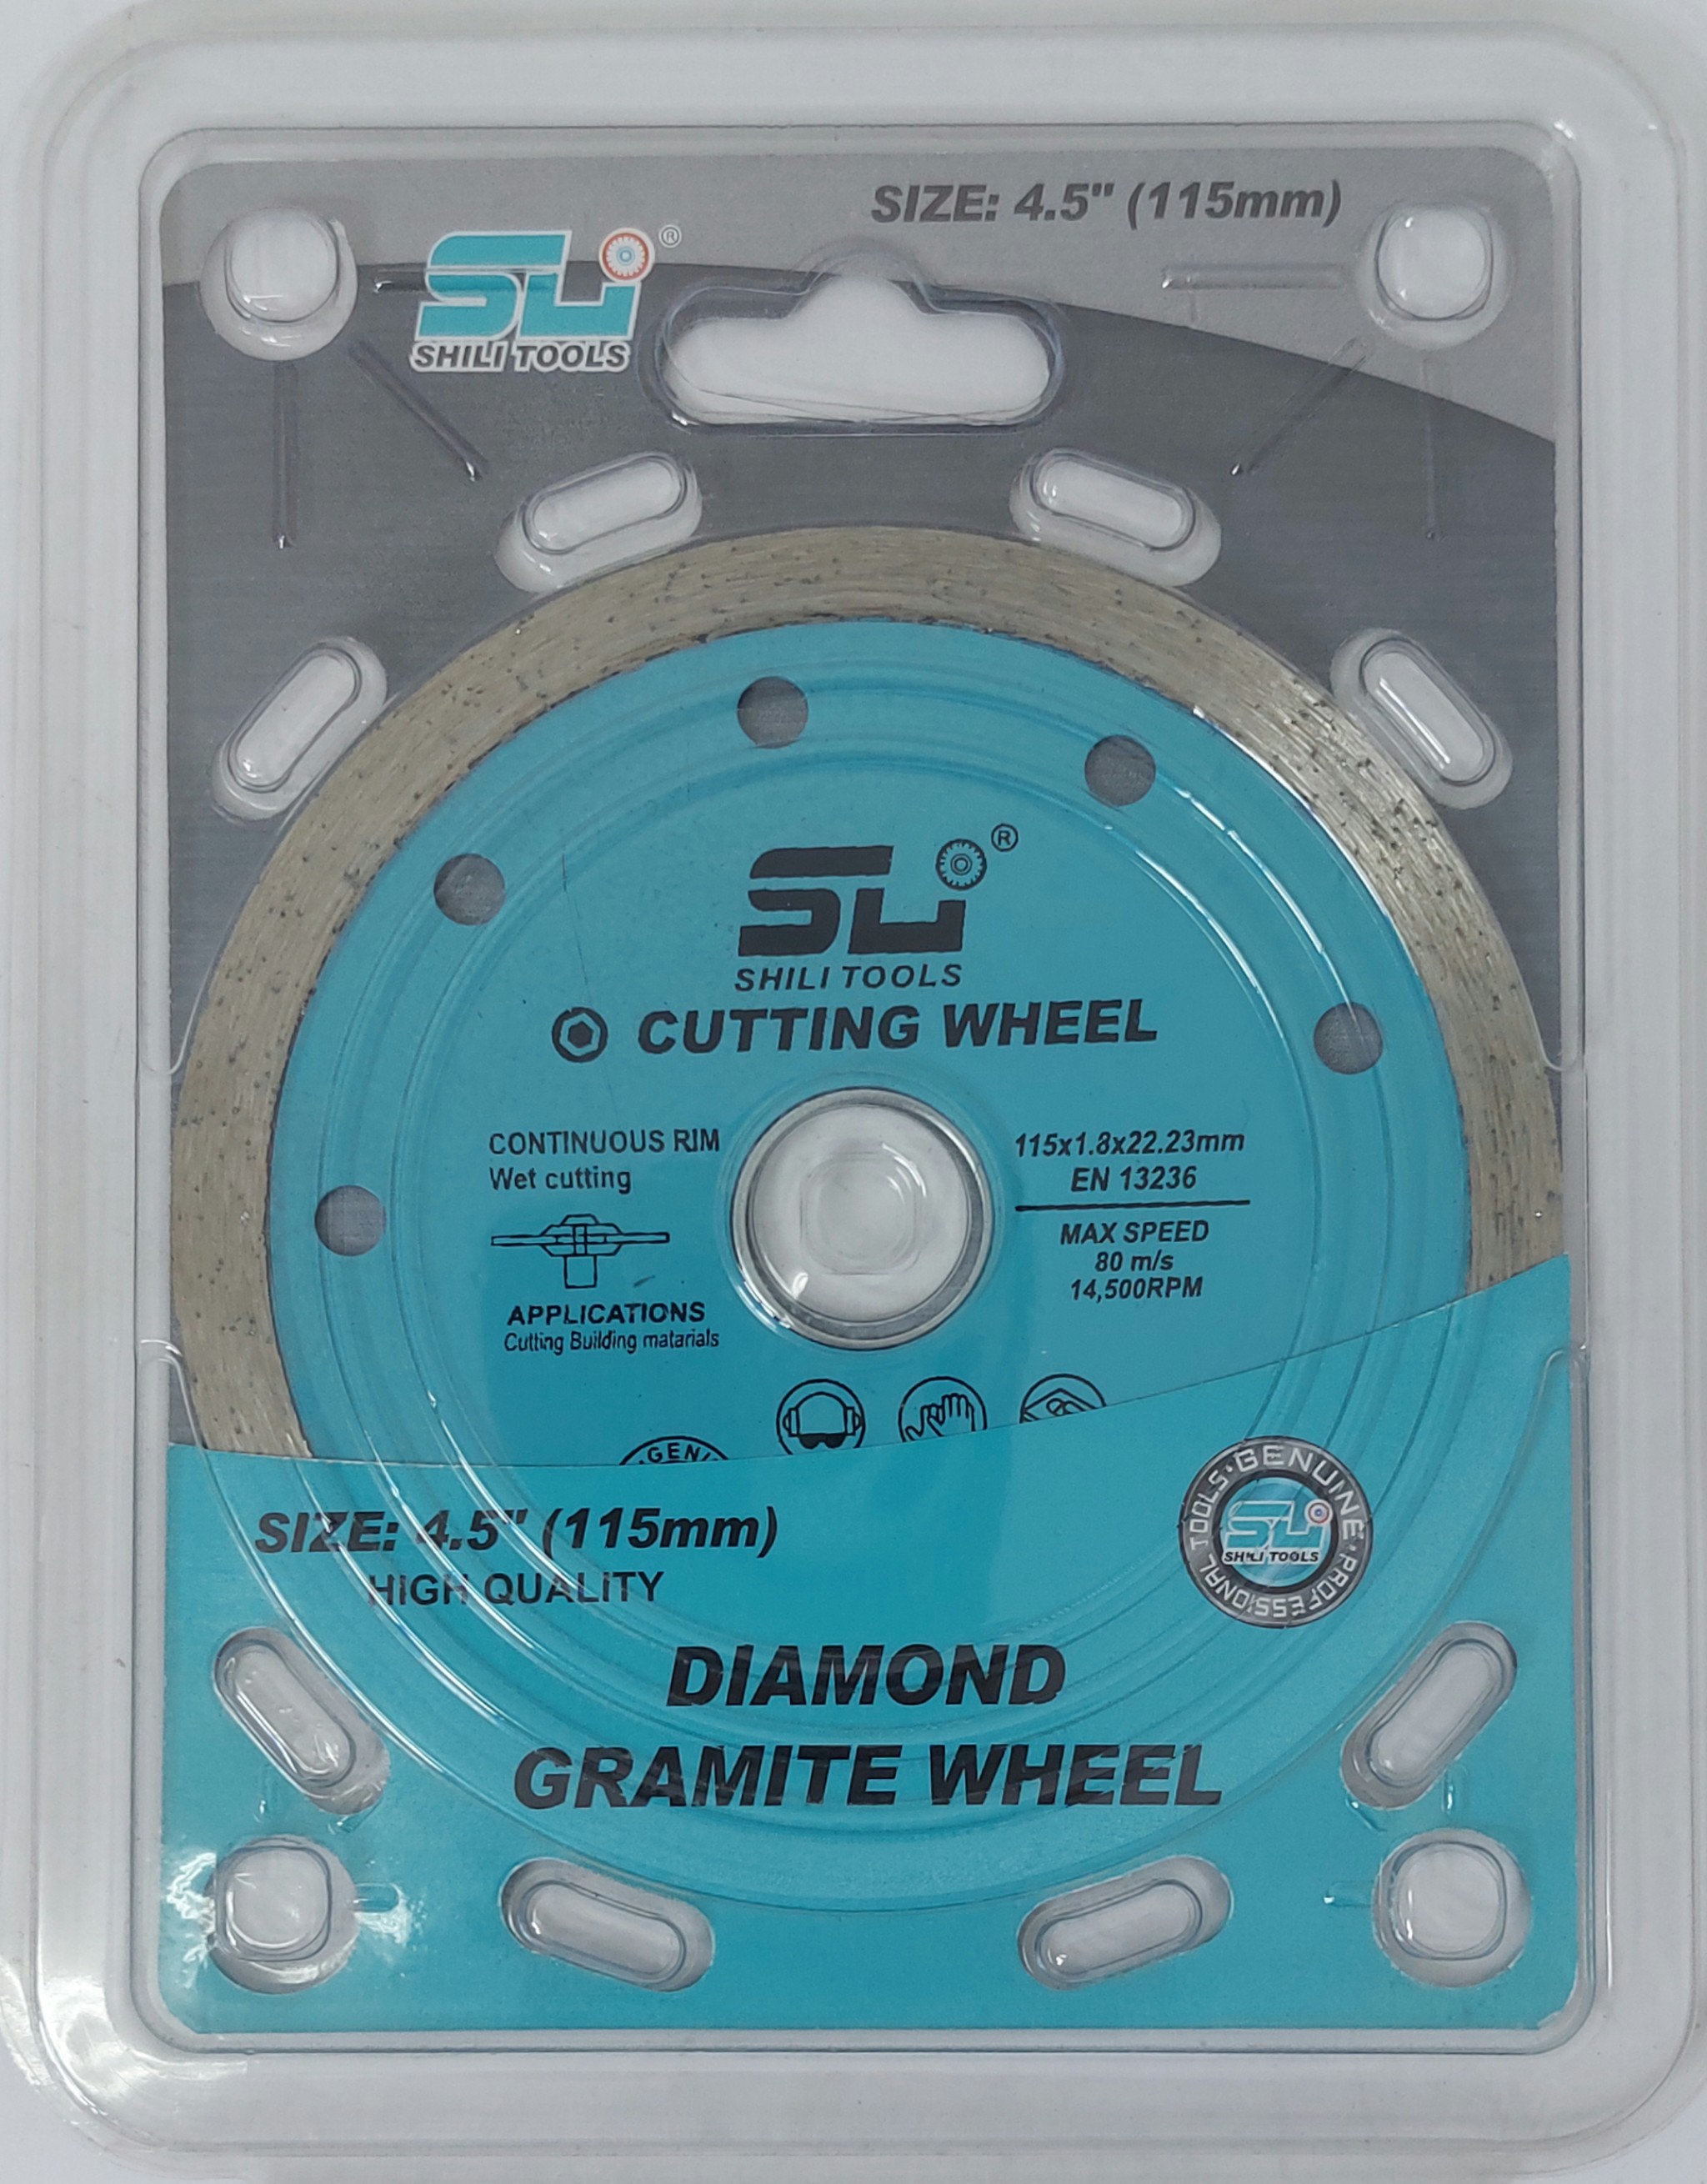 SIZE: 4.5" (115mm)
SLi®
SHILI TOOLS
SLi®
SHILI TOOLS
CUTTING WHEEL
CONTINUOUS RIM
Wet cutting
APPLICATIONS
Cutting Building matarials
115x1.8x22.23mm
EN 13236
MAX SPEED
80 m/s
14,500RPM
SIZE: 4.5" (115mm)
HIGH QUALITY
GENUINE · PROFESSIONAL TOOLS ·
SLi
SHILI TOOLS
DIAMOND
GRAMITE WHEEL